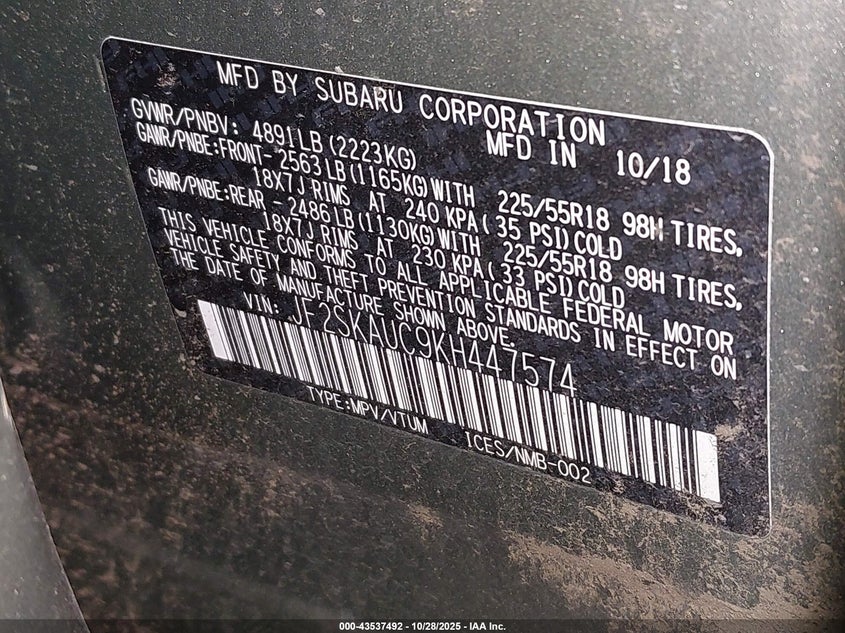 MFD BY SUBARU CORPORATION
MFD IN 10/18
GVWR/PNBV: 4891LB(2223KG)
GAWR/PNBE:FRONT- 2563LB(1165KG)WITH 225/55R18 98H TIRES,
18X7J RIMS AT 240 KPA( 35 PSI)COLD
GAWR/PNBE:REAR - 2486LB(1130KG)WITH 225/55R18 98H TIRES,
18X7J RIMS AT 230 KPA( 33 PSI)COLD
THIS VEHICLE CONFORMS TO ALL APPLICABLE FEDERAL MOTOR
VEHICLE SAFETY AND THEFT PREVENTION STANDARDS IN EFFECT ON
THE DATE OF MANUFACTURE SHOWN ABOVE.
VIN: JF2SKAUC9KH447574
TYPE:MPV/VTUM ICES/NMB-002
000-43537492 - 10/28/2025 - IAA Inc.